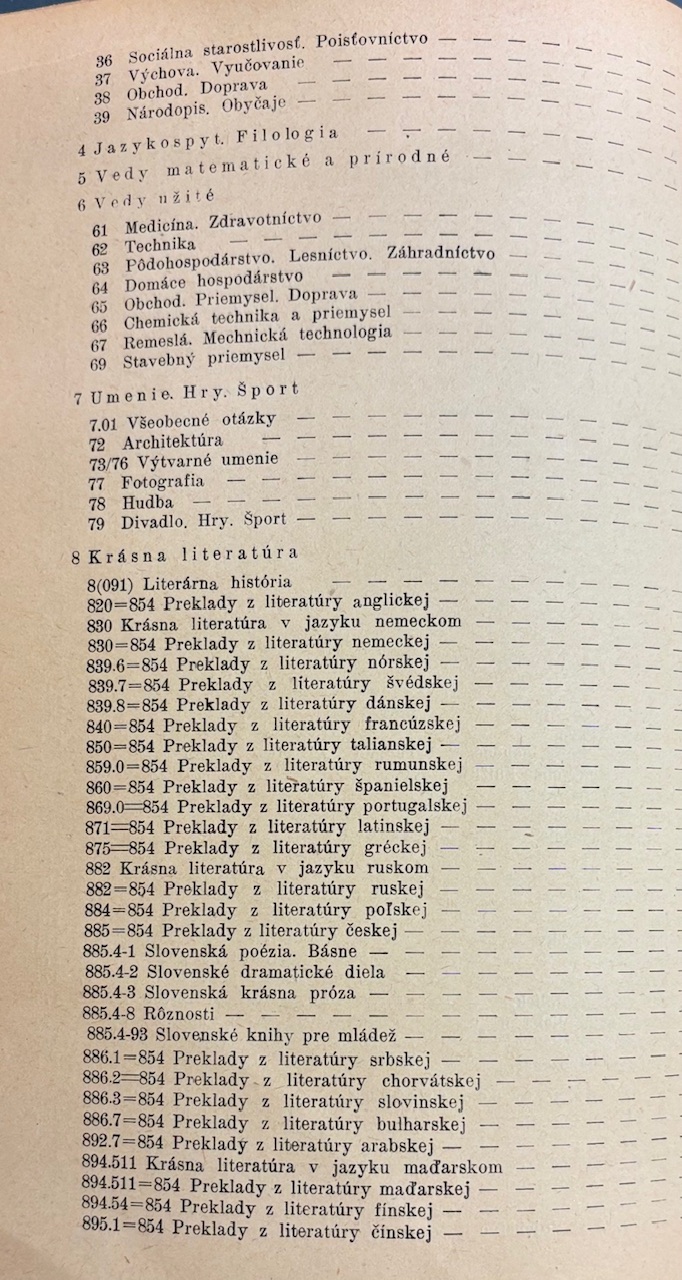 36 Sociálna starostlivosť. Poisťovníctvo — — — — — — —
37 Výchova. Vyučovanie — — — — — — — — —
38 Obchod. Doprava — — — — — — — — —
39 Národopis. Obyčaje — — — — — — — — — —
4 Jazykospyt. Filologia — — — — — — — —
5 Vedy matematické a prírodné — — — — — —
6 Vedy užité
61 Medicína. Zdravotníctvo — — — — — — — — —
62 Technika — — — — — — — — — — —
63 Pôdohospodárstvo. Lesníctvo. Záhradníctvo — — — — —
64 Domáce hospodárstvo — — — — — — — — —
65 Obchod. Priemysel. Doprava — — — — — — — —
66 Chemická technika a priemysel — — — — — — — —
67 Remeslá. Mechnická technologia — — — — — — — —
69 Stavebný priemysel — — — — — — — — — —
7 Umenie. Hry. Šport
7.01 Všeobecné otázky — — — — — — — — — —
72 Architektúra — — — — — — — — — — —
73/76 Výtvarné umenie — — — — — — — — — —
77 Fotografia — — — — — — — — — — — —
78 Hudba — — — — — — — — — — — — —
79 Divadlo. Hry. Šport — — — — — — — — — —
8 Krásna literatúra
8(091) Literárna história — — — — — — — — —
820=854 Preklady z literatúry anglickej — — — — — — —
830 Krásna literatúra v jazyku nemeckom — — — — — —
830=854 Preklady z literatúry nemeckej — — — — — — —
839.6=854 Preklady z literatúry nórskej — — — — — — —
839.7=854 Preklady z literatúry švédskej — — — — — —
839.8=854 Preklady z literatúry dánskej — — — — — — —
840=854 Preklady z literatúry francúzskej — — — — — —
850=854 Preklady z literatúry talianskej — — — — — — —
859.0=854 Preklady z literatúry rumunskej — — — — — —
860=854 Preklady z literatúry španielskej — — — — — —
869.0=854 Preklady z literatúry portugalskej — — — — — —
871=854 Preklady z literatúry latinskej — — — — — — —
875=854 Preklady z literatúry gréckej — — — — — — —
882 Krásna literatúra v jazyku ruskom — — — — — — —
882=854 Preklady z literatúry ruskej — — — — — — —
884=854 Preklady z literatúry poľskej — — — — — — —
885=854 Preklady z literatúry českej — — — — — — — —
885.4-1 Slovenská poézia. Básne — — — — — — — —
885.4-2 Slovenské dramatické diela — — — — — — — —
885.4-3 Slovenská krásna próza — — — — — — — — —
885.4-8 Rôznosti — — — — — — — — — — — —
885.4-93 Slovenské knihy pre mládež — — — — — — — —
886.1=854 Preklady z literatúry srbskej — — — — — — —
886.2=854 Preklady z literatúry chorvátskej — — — — — —
886.3=854 Preklady z literatúry slovinskej — — — — — —
886.7=854 Preklady z literatúry bulharskej — — — — — —
892.7=854 Preklady z literatúry arabskej — — — — — — —
894.511 Krásna literatúra v jazyku maďarskom — — — — —
894.511=854 Preklady z literatúry maďarskej — — — — — —
894.54=854 Preklady z literatúry fínskej — — — — — — —
895.1=854 Preklady z literatúry čínskej — — — — — — —